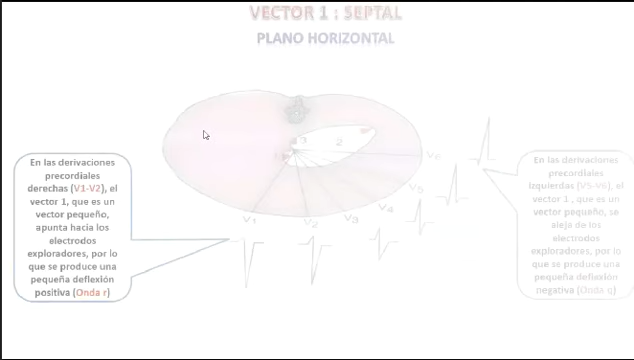 VECTOR 1 : SEPTAL
PLANO HORIZONTAL
En las derivaciones
precordiales
derechas (V1-V2), el
vector 1, que es un
vector pequeño,
apunta hacia los
electrodos
exploradores, por lo
que se produce una
pequeña deflexión
positiva (Onda r)
3
2
V6
V5
V4
V3
V2
V1
En las derivaciones
precordiales
izquierdas (V5-V6), el
vector 1 , que es un
vector pequeño, se
aleja de los
electrodos
exploradores, por lo
que se produce una
pequeña deflexión
negativa (Onda q)